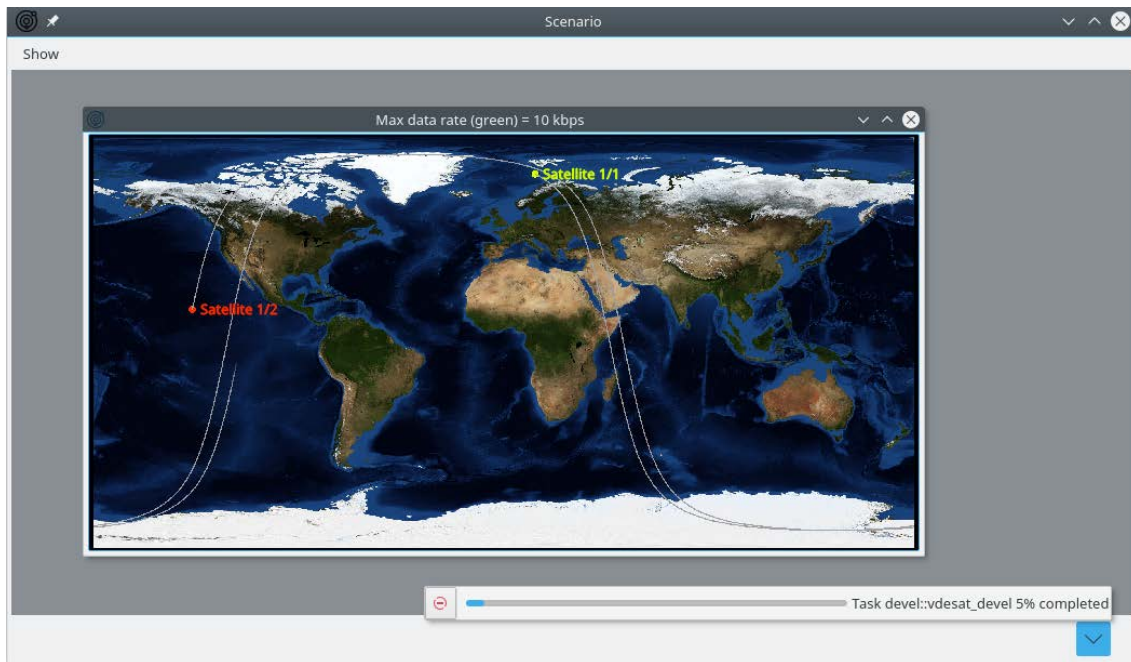 Scenario
Show
Max data rate (green) = 10 kbps
Satellite 1/1
Satellite 1/2
Task devel::vdesat_devel 5% completed